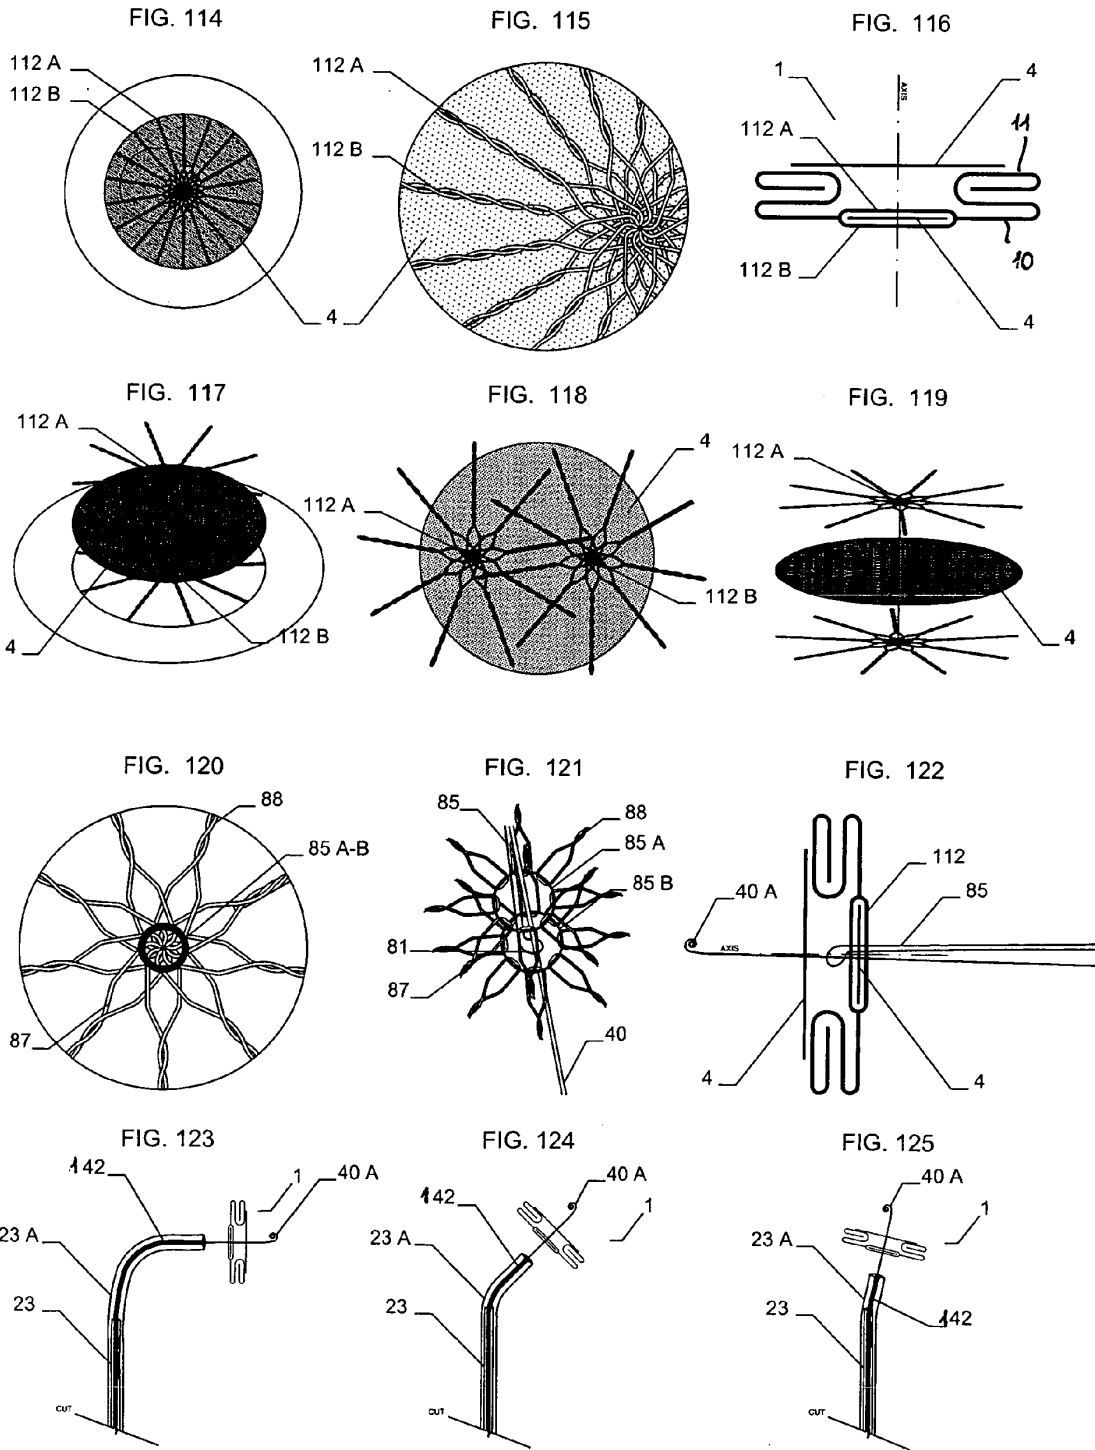 FIG. 114
FIG. 115
FIG. 116
112 A
112 B
4
112 A
112 B
1
AXIS
4
112 A
11
112 B
10
4
FIG. 117
FIG. 118
FIG. 119
112 A
4
112 B
112 A
4
112 B
112 A
4
FIG. 120
FIG. 121
FIG. 122
88
85 A-B
87
85
88
85 A
85 B
81
87
40
40 A
AXIS
112
85
4
4
FIG. 123
FIG. 124
FIG. 125
142
1
40 A
23 A
23
CUT
142
40 A
1
23 A
23
CUT
40 A
1
23 A
23
142
CUT